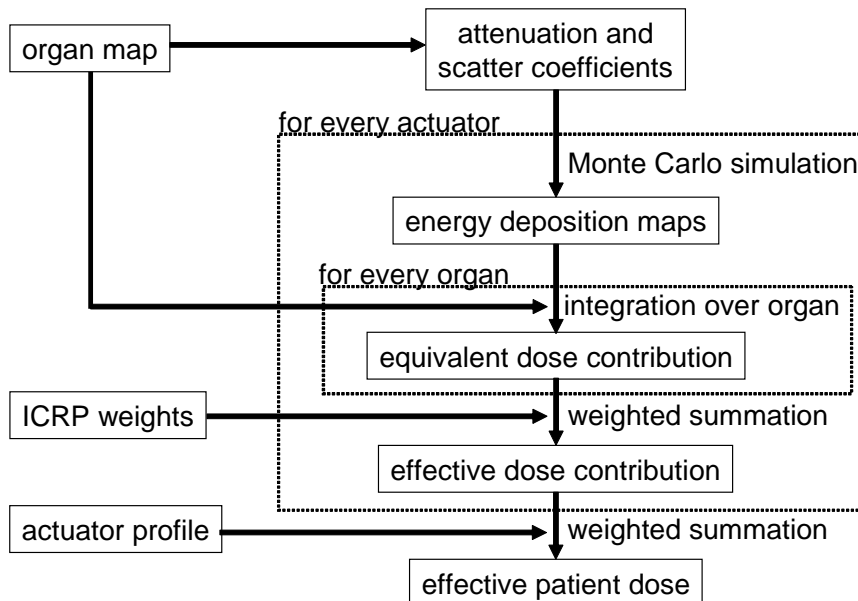 organ map
attenuation and
scatter coefficients
for every actuator
Monte Carlo simulation
energy deposition maps
for every organ
integration over organ
equivalent dose contribution
ICRP weights
weighted summation
effective dose contribution
actuator profile
weighted summation
effective patient dose